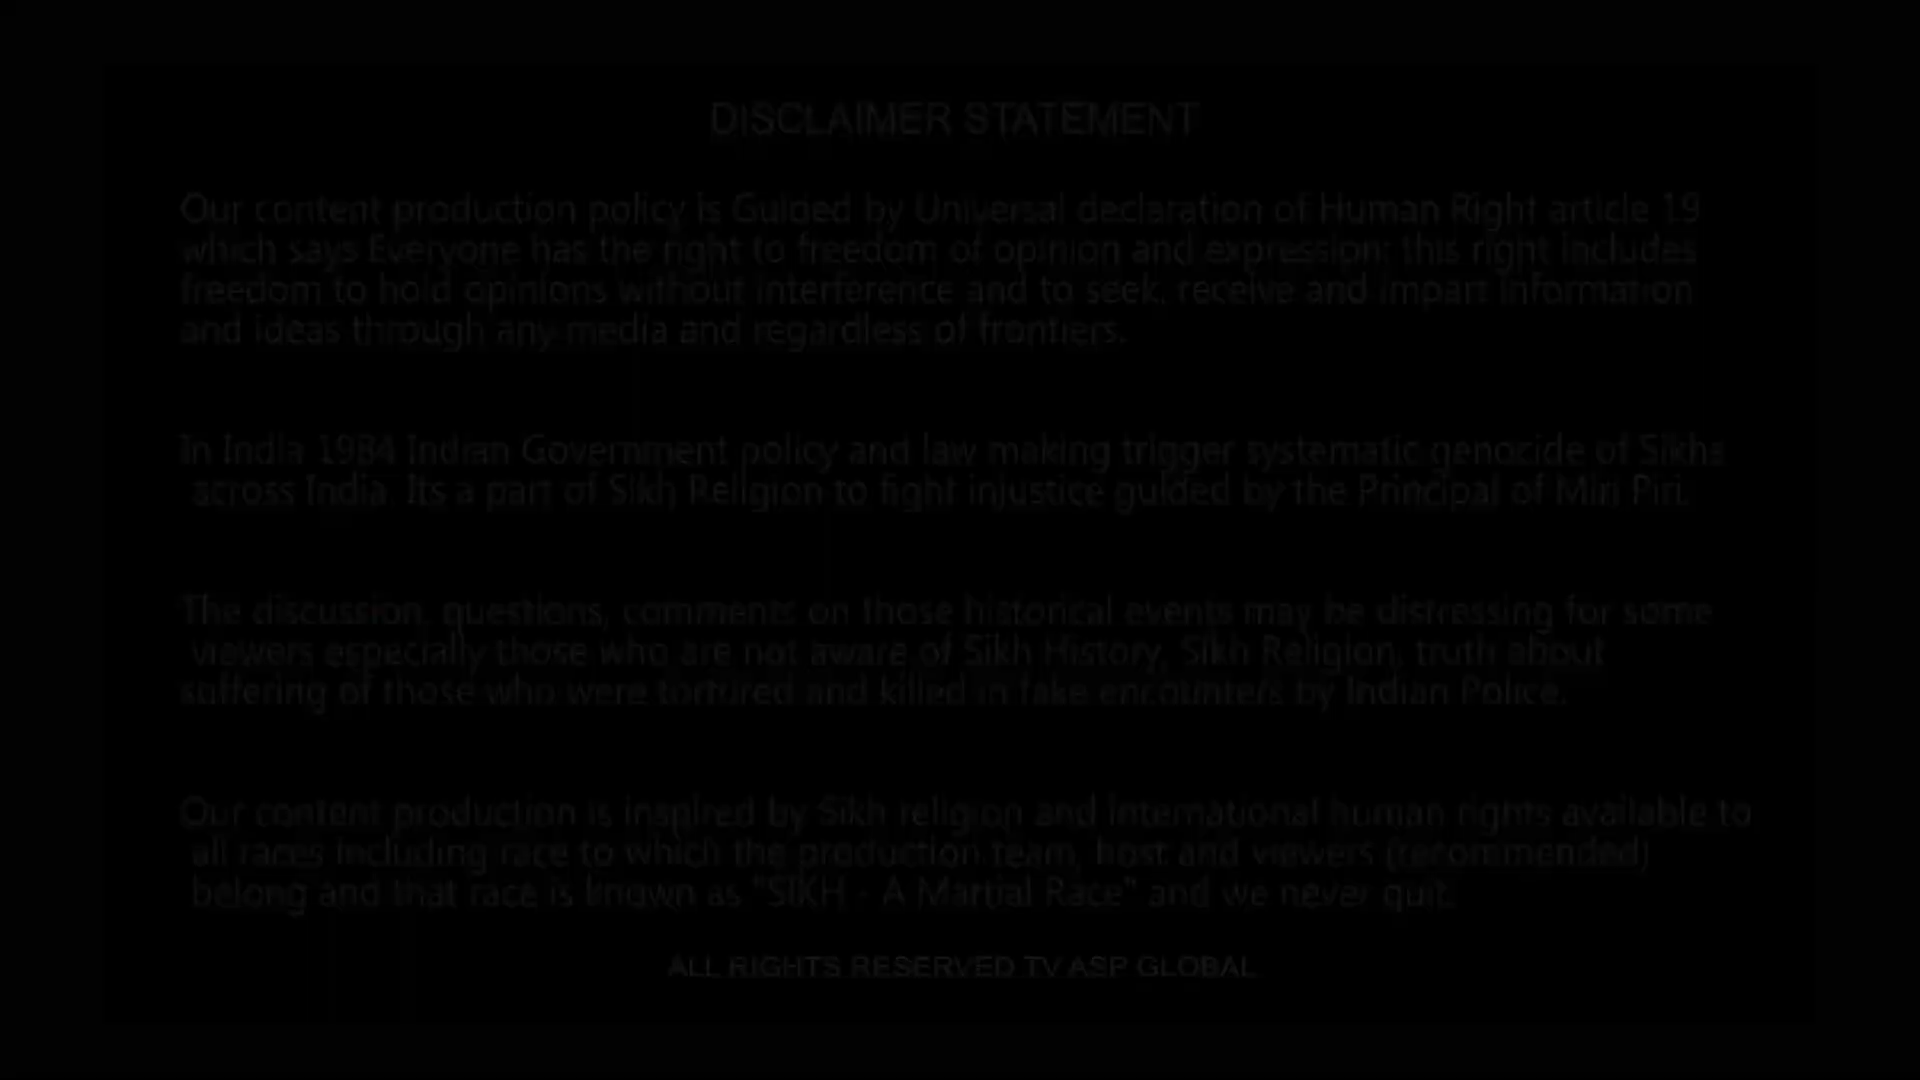 DISCLAIMER STATEMENT
Our content production policy is Guided by Universal declaration of Human Right article 19
which says Everyone has the right to freedom of opinion and expression; this right includes
freedom to hold opinions without interference and to seek, receive and impart information
and ideas through any media and regardless of frontiers.
In India 1984 Indian Government policy and law making trigger systematic genocide of Sikhs
across India. Its a part of Sikh Religion to fight injustice guided by the Principal of Miri Piri.
The discussion, questions, comments on those historical events may be distressing for some
viewers especially those who are not aware of Sikh History, Sikh Religion, truth about
suffering of those who were tortured and killed in fake encounters by Indian Police.
Our content production is inspired by Sikh religion and international human rights available to
all races including race to which the production team, host and viewers (recommended)
belong and that race is known as "SIKH - A Martial Race" and we never quit.
ALL RIGHTS RESERVED TV ASP GLOBAL